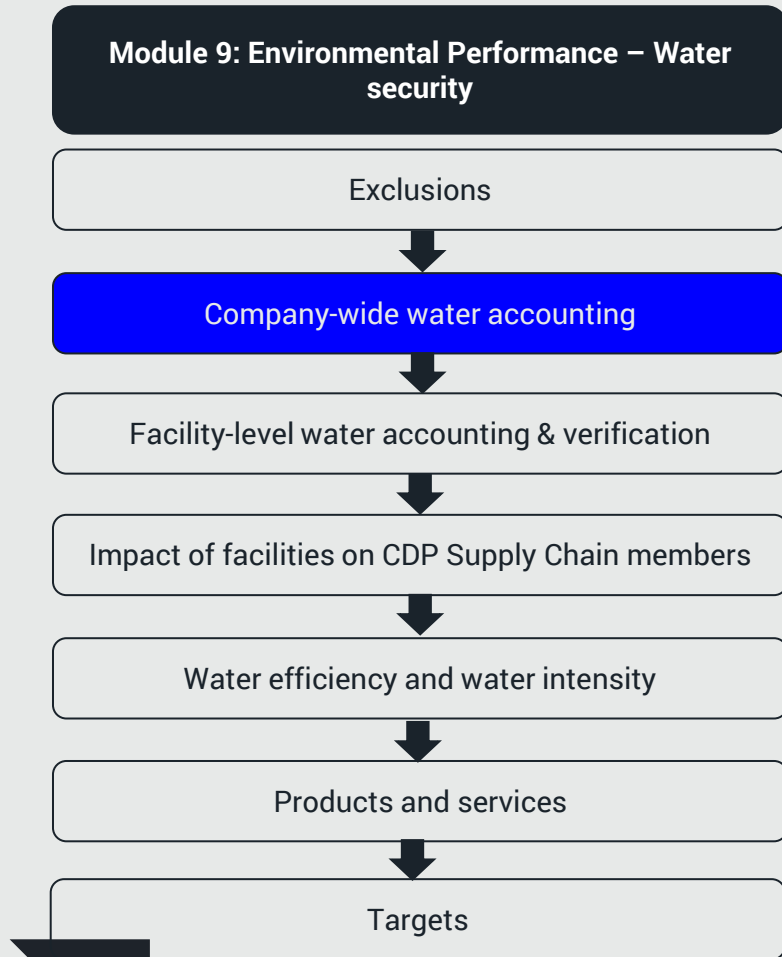 Module 9: Environmental Performance – Water
security
Exclusions
Company-wide water accounting
Facility-level water accounting & verification
Impact of facilities on CDP Supply Chain members
Water efficiency and water intensity
Products and services
Targets